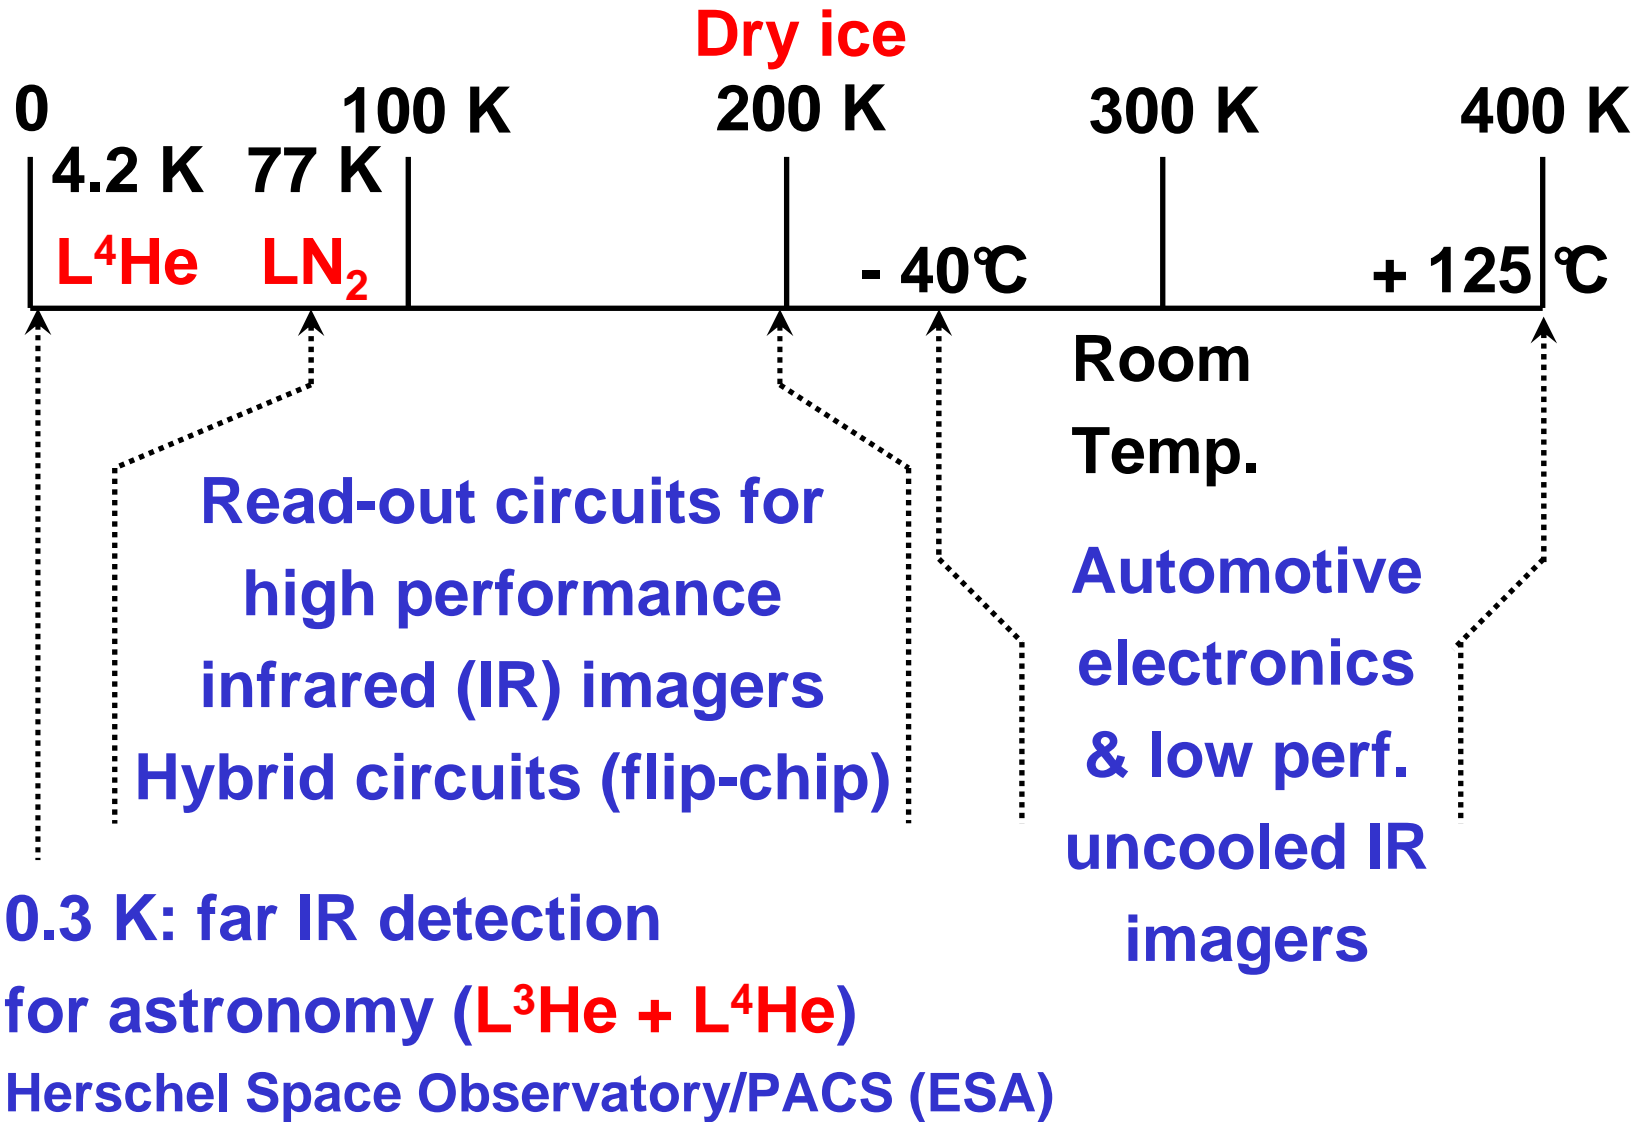 Dry ice
0 100 K 200 K 300 K 400 K
4.2 K 77 K
L⁴He LN₂ - 40°C + 125 °C
Room
Temp.
Read-out circuits for
high performance
infrared (IR) imagers
Hybrid circuits (flip-chip)
Automotive
electronics
& low perf.
uncooled IR
imagers
0.3 K: far IR detection
for astronomy (L³He + L⁴He)
Herschel Space Observatory/PACS (ESA)